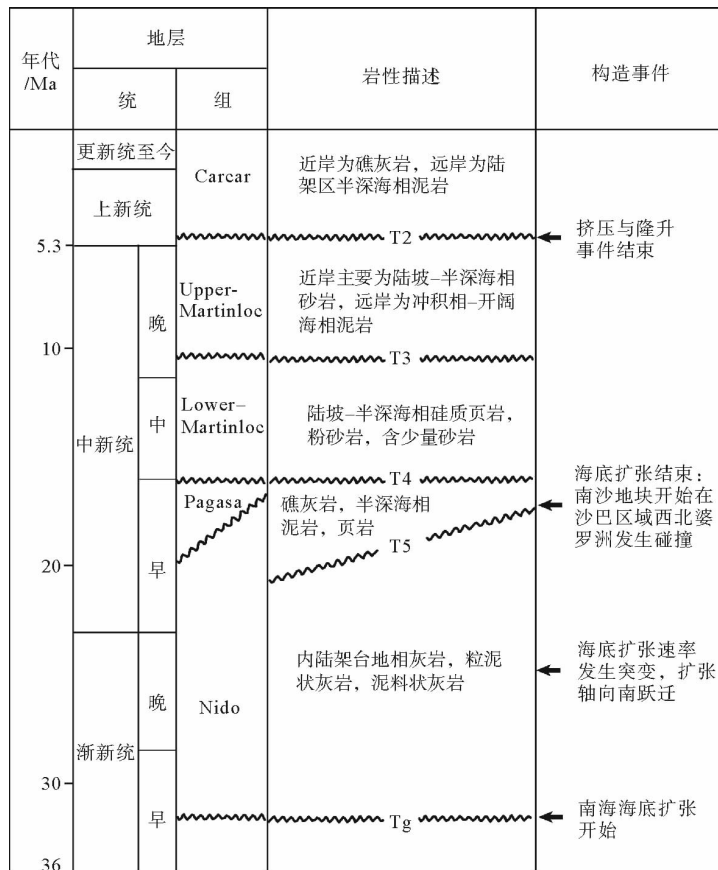 年代
/Ma
地层
统
组
岩性描述
构造事件
更新统至今
上新统
Carcar
近岸为礁灰岩，远岸为陆
架区半深海相泥岩
T2
挤压与隆升
事件结束
5.3
中新统
晚
Upper-
Martinloc
近岸主要为陆坡–半深海相
砂岩，远岸为冲积相–开阔
海相泥岩
10
T3
中
Lower–
Martinloc
陆坡–半深海相硅质页岩，
粉砂岩，含少量砂岩
T4
早
Pagasa
礁灰岩，半深海相
泥岩，页岩
T5
海底扩张结束：
南沙地块开始在
沙巴区域西北婆
罗洲发生碰撞
20
渐新统
晚
Nido
内陆架台地相灰岩，粒泥
状灰岩，泥料状灰岩
海底扩张速率
发生突变，扩张
轴向南跃迁
30
早
Tg
南海海底扩张
开始
36